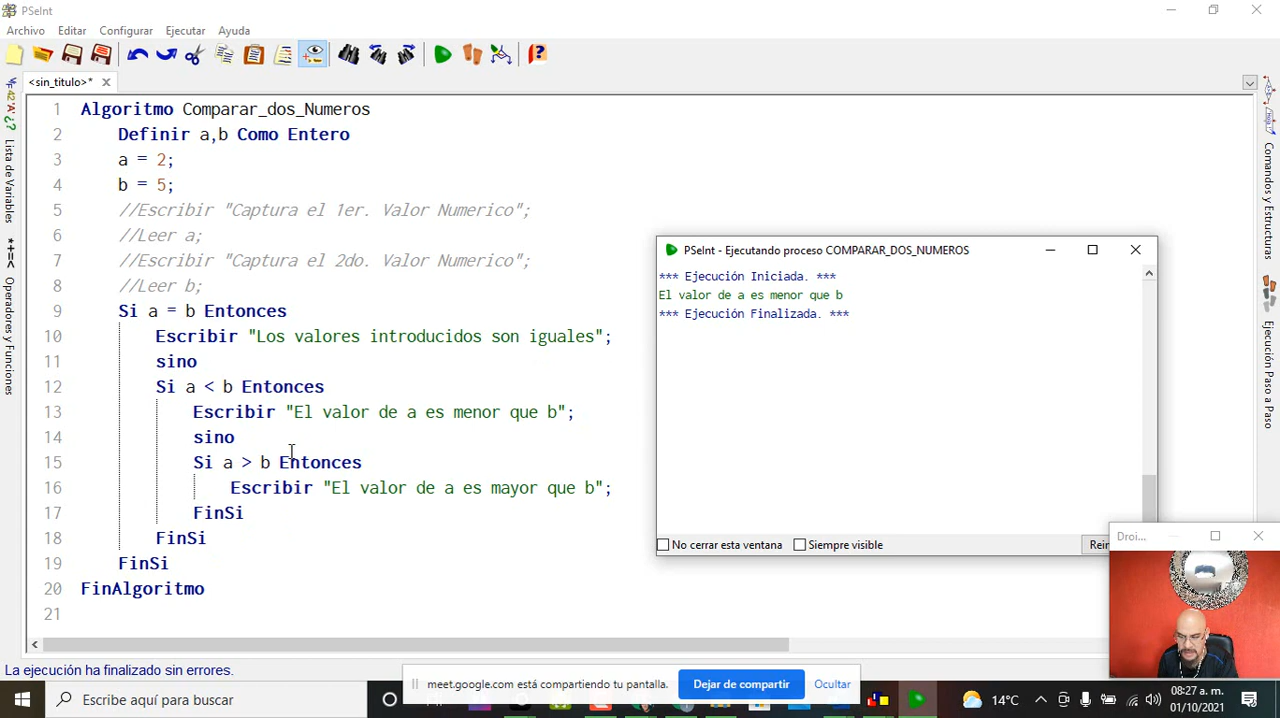 PSeInt
Archivo Editar Configurar Ejecutar Ayuda
<sin_titulo>*
1 Algoritmo Comparar_dos_Numeros
2 Definir a,b Como Entero
3 a = 2;
4 b = 5;
5 //Escribir "Captura el 1er. Valor Numerico";
6 //Leer a;
7 //Escribir "Captura el 2do. Valor Numerico";
8 //Leer b;
9 Si a = b Entonces
10 Escribir "Los valores introducidos son iguales";
11 sino
12 Si a < b Entonces
13 Escribir "El valor de a es menor que b";
14 sino
15 Si a > b Entonces
16 Escribir "El valor de a es mayor que b";
17 FinSi
18 FinSi
19 FinSi
20 FinAlgoritmo
21
Lista de Variables
Operadores y Funciones
PSeInt - Ejecutando proceso COMPARAR_DOS_NUMEROS
*** Ejecución Iniciada. ***
El valor de a es menor que b
*** Ejecución Finalizada. ***
No cerrar esta ventana Siempre visible Rein
Comandos y Estructuras
Ejecución Paso a Paso
Droi...
La ejecución ha finalizado sin errores.
meet.google.com está compartiendo tu pantalla. Dejar de compartir Ocultar
Escribe aquí para buscar
14°C
08:27 a. m.
01/10/2021